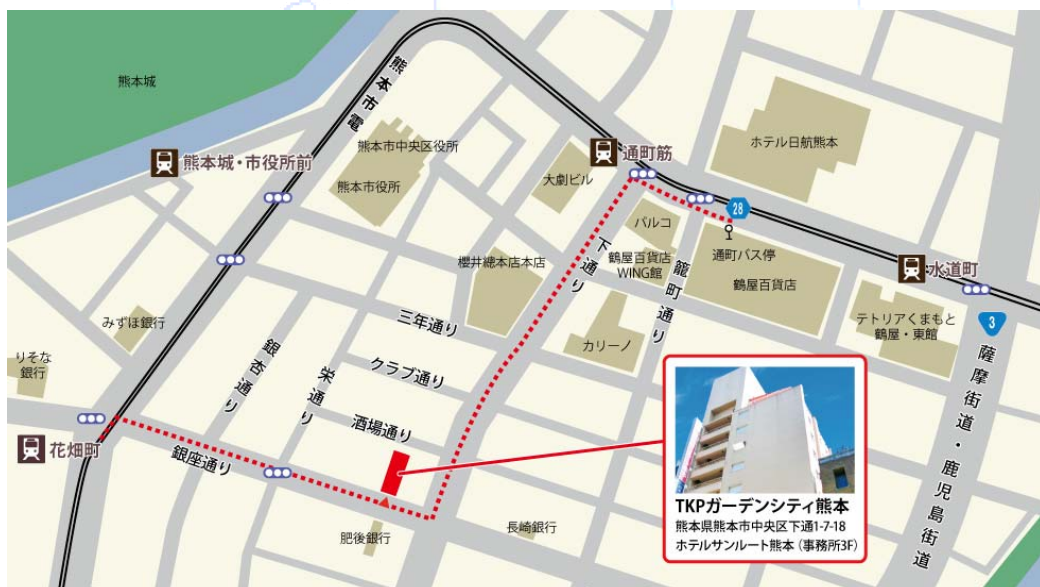 熊本城
熊本市電
熊本城・市役所前
熊本市中央区役所
熊本市役所
通町筋
大劇ビル
ホテル日航熊本
28
パルコ
通町バス停
鶴屋百貨店
WING館
鶴屋百貨店
水道町
下通り
籠町通り
櫻井總本店本店
テトリアくまもと
鶴屋・東館
3
薩摩街道・鹿児島街道
みずほ銀行
三年通り
カリーノ
りそな
銀行
銀杏通り
栄通り
クラブ通り
酒場通り
花畑町
銀座通り
肥後銀行
長崎銀行
TKPガーデンシティ熊本
熊本県熊本市中央区下通1-7-18
ホテルサンルート熊本（事務所3F）